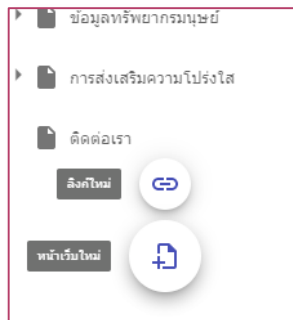 ข้อมูลทรัพยากรมนุษย์
การส่งเสริมความโปร่งใส
ติดต่อเรา
ลิงก์ใหม่
หน้าเว็บใหม่